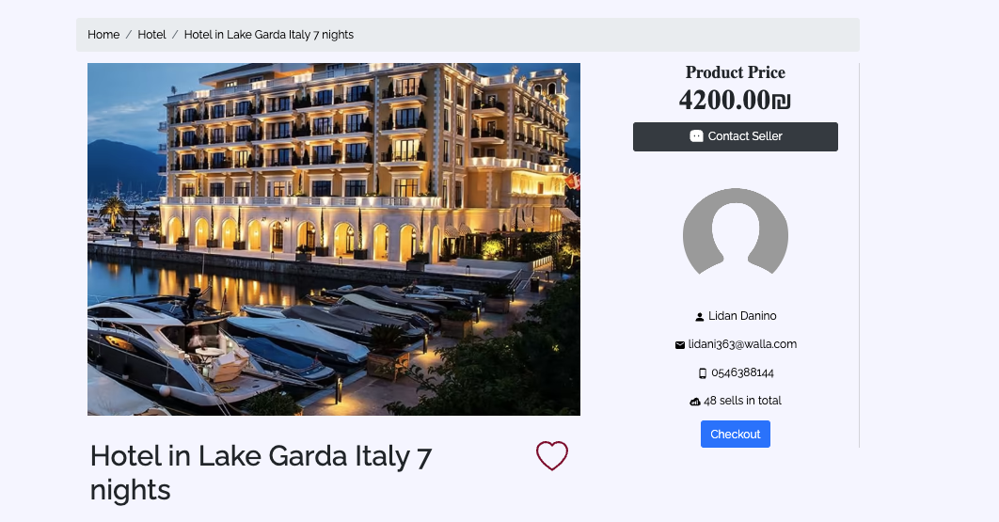 Home / Hotel / Hotel in Lake Garda Italy 7 nights
Product Price
4200.00₪
Contact Seller
Lidan Danino
lidani363@walla.com
0546388144
48 sells in total
Checkout
Hotel in Lake Garda Italy 7
nights